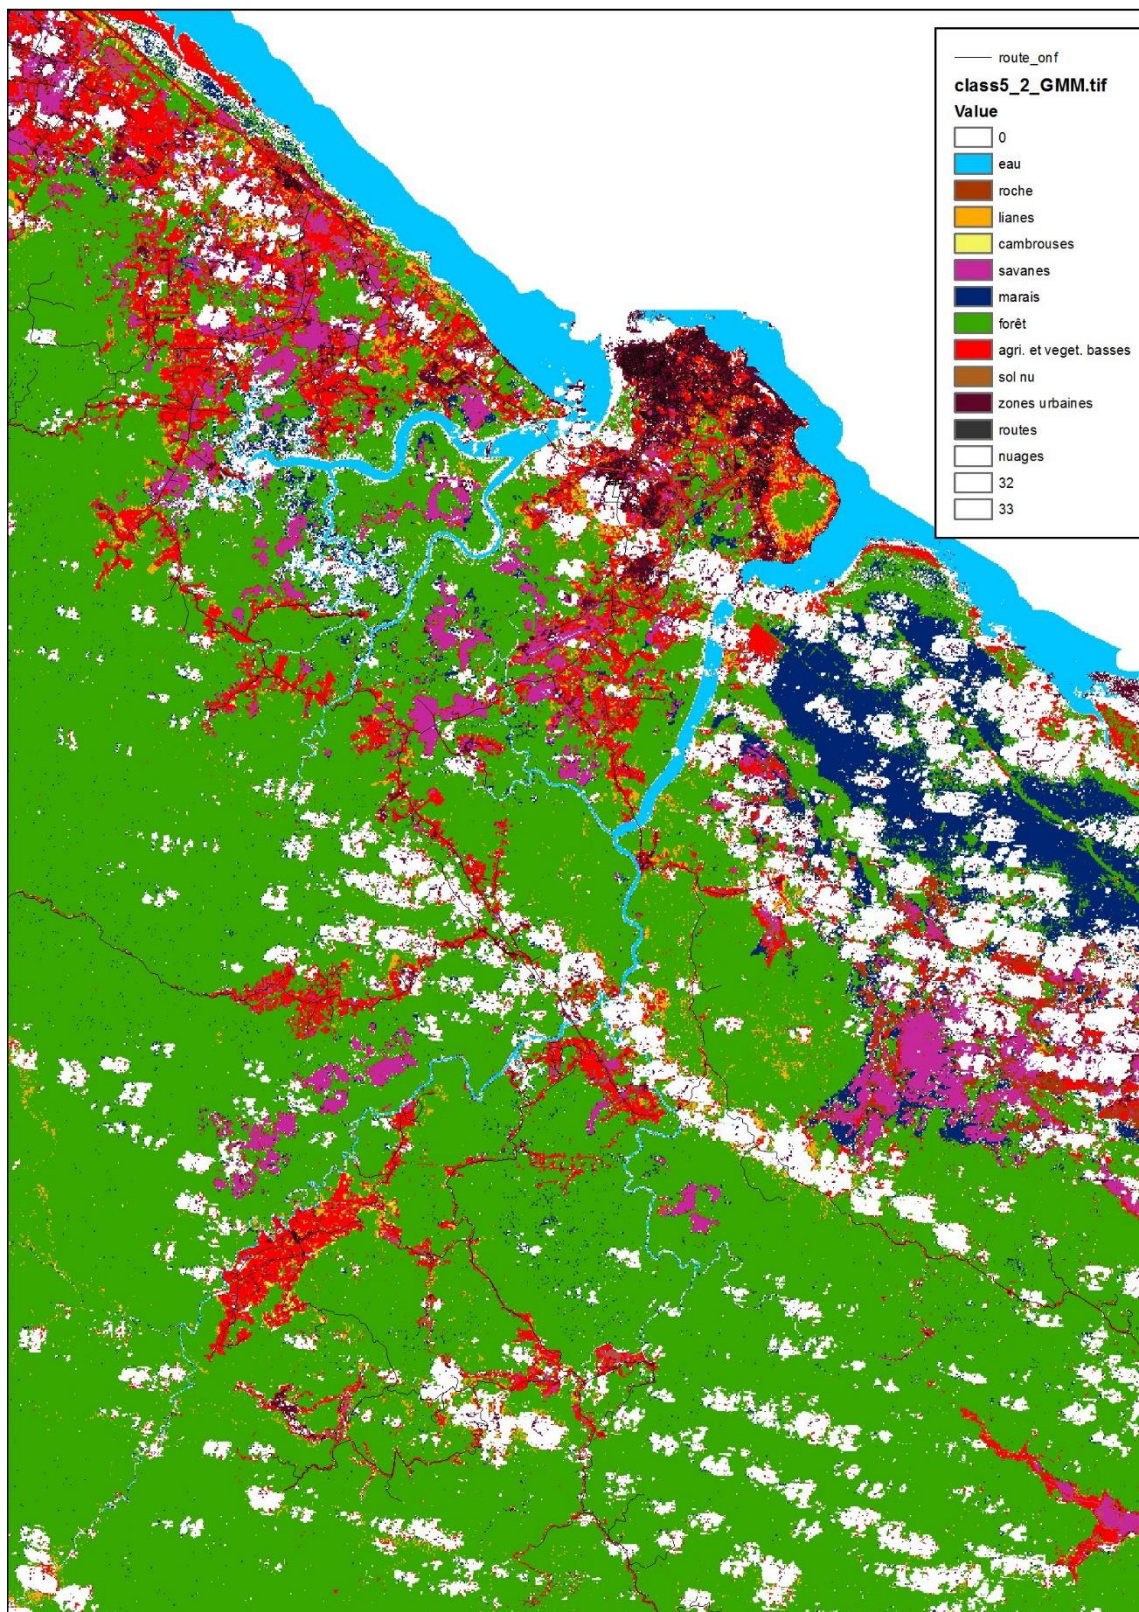 route_onf
class5_2_GMM.tif
Value
0
eau
roche
lianes
cambrouses
savanes
marais
forêt
agri. et veget. basses
sol nu
zones urbaines
routes
nuages
32
33